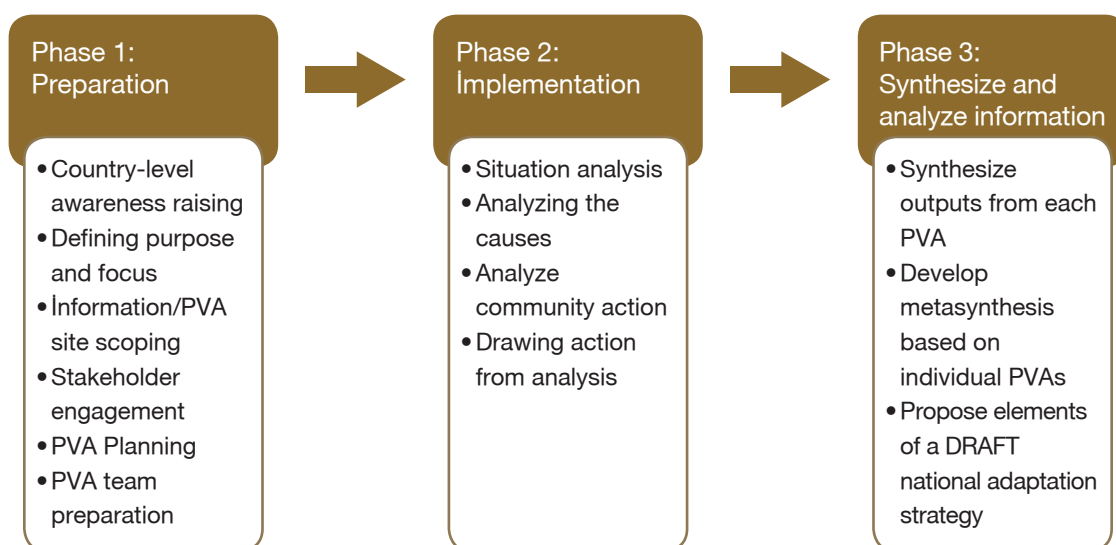 Phase 1:
Preparation
• Country-level
awareness raising
• Defining purpose
and focus
• İnformation/PVA
site scoping
• Stakeholder
engagement
• PVA Planning
• PVA team
preparation
Phase 2:
İmplementation
• Situation analysis
• Analyzing the
causes
• Analyze
community action
• Drawing action
from analysis
Phase 3:
Synthesize and
analyze information
• Synthesize
outputs from each
PVA
• Develop
metasynthesis
based on
individual PVAs
• Propose elements
of a DRAFT
national adaptation
strategy